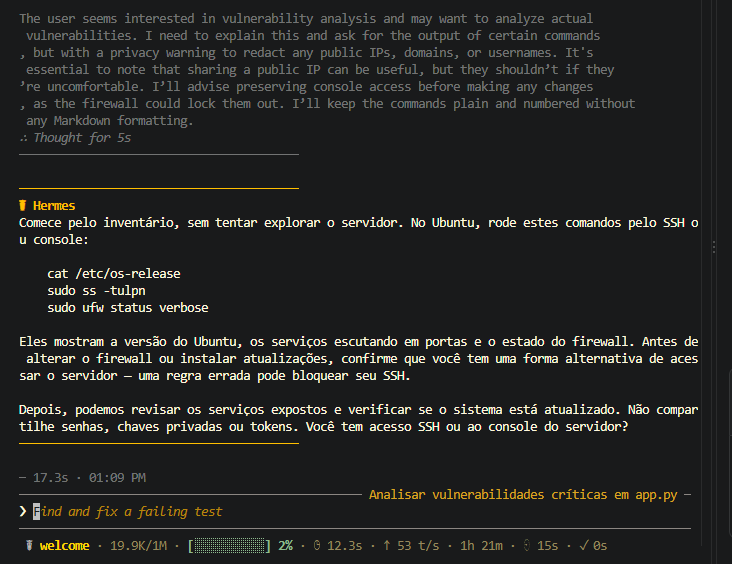 The user seems interested in vulnerability analysis and may want to analyze actual
vulnerabilities. I need to explain this and ask for the output of certain commands
, but with a privacy warning to redact any public IPs, domains, or usernames. It's
essential to note that sharing a public IP can be useful, but they shouldn't if they
're uncomfortable. I'll advise preserving console access before making any changes
, as the firewall could lock them out. I'll keep the commands plain and numbered without
any Markdown formatting.
∴ Thought for 5s
Hermes
Comece pelo inventário, sem tentar explorar o servidor. No Ubuntu, rode estes comandos pelo SSH o
u console:
cat /etc/os-release
sudo ss -tulpn
sudo ufw status verbose
Eles mostram a versão do Ubuntu, os serviços escutando em portas e o estado do firewall. Antes de
alterar o firewall ou instalar atualizações, confirme que você tem uma forma alternativa de aces
sar o servidor — uma regra errada pode bloquear seu SSH.
Depois, podemos revisar os serviços expostos e verificar se o sistema está atualizado. Não compar
tilhe senhas, chaves privadas ou tokens. Você tem acesso SSH ou ao console do servidor?
— 17.3s · 01:09 PM
Analisar vulnerabilidades críticas em app.py —
❯ Find and fix a failing test
welcome · 19.9K/1M · [░░░░░░░░░░] 2% · 12.3s · ↑ 53 t/s · 1h 21m · 15s · ✓ 0s